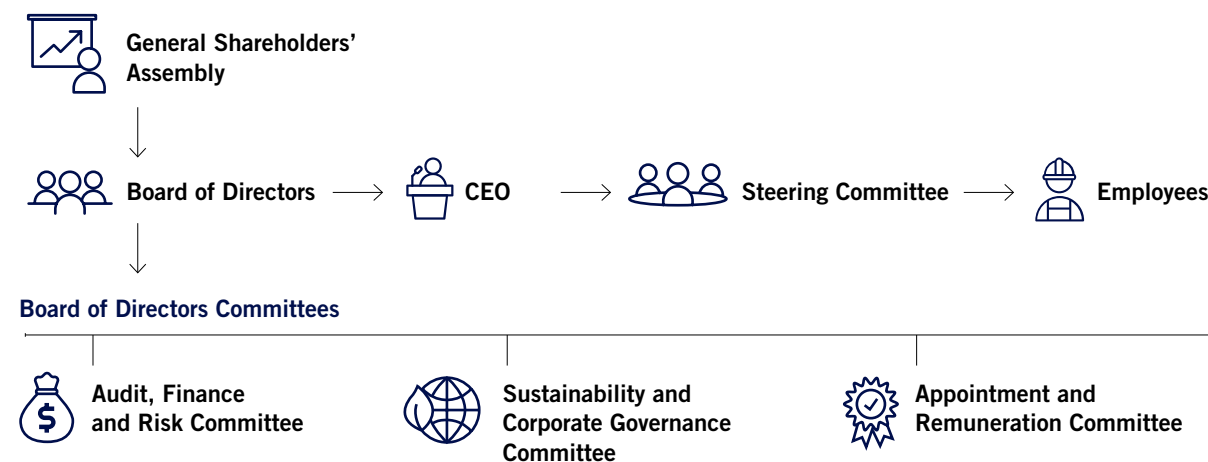 General Shareholders’
Assembly
Board of Directors
CEO
Steering Committee
Employees
Board of Directors Committees
$
Audit, Finance
and Risk Committee
Sustainability and
Corporate Governance
Committee
Appointment and
Remuneration Committee